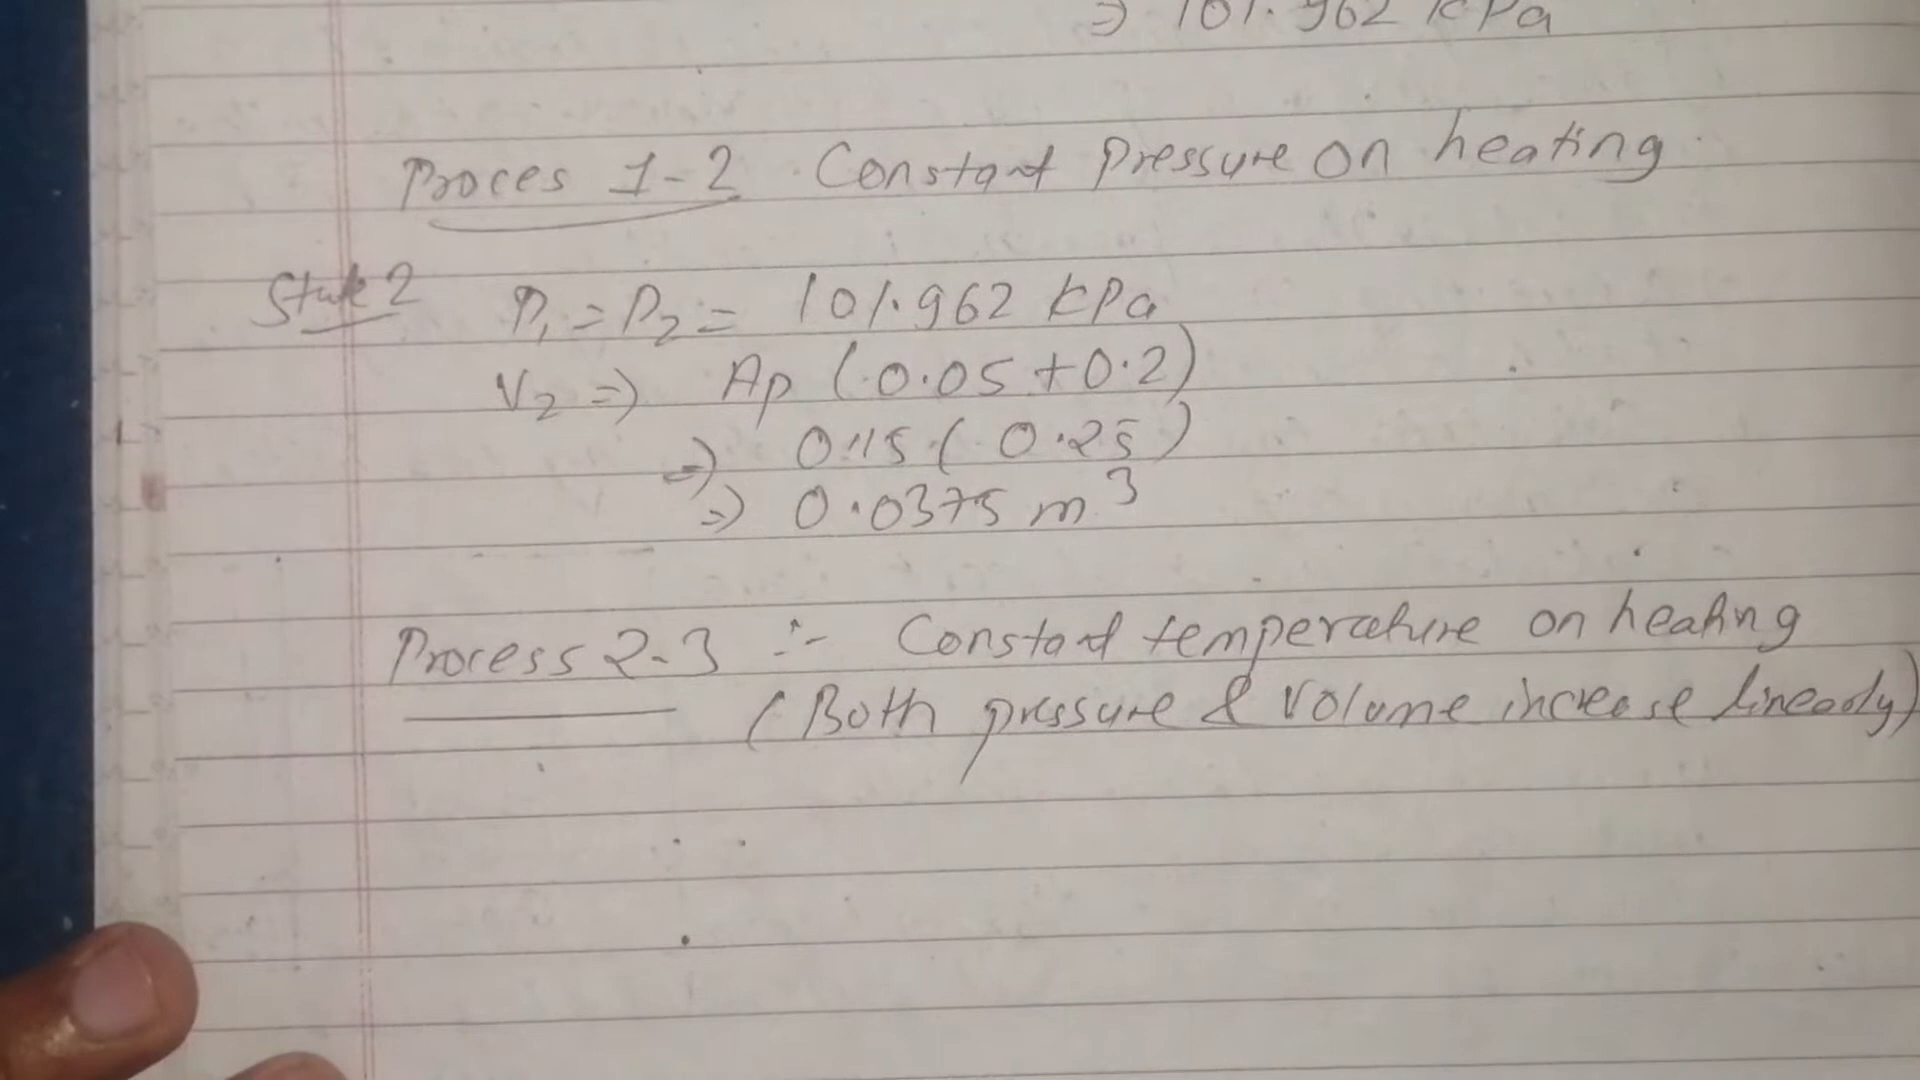 ⇒ 101.962 kPa
Proces 1-2 Constant Pressure on heating
State 2 P₁ = P₂ = 101.962 kPa
V₂ ⇒ Ap (0.05 + 0.2)
⇒ 0.15 (0.25)
⇒ 0.0375 m³
Process 2-3 :- Constant temperature on heating
(Both pressure & volume increase linearly)